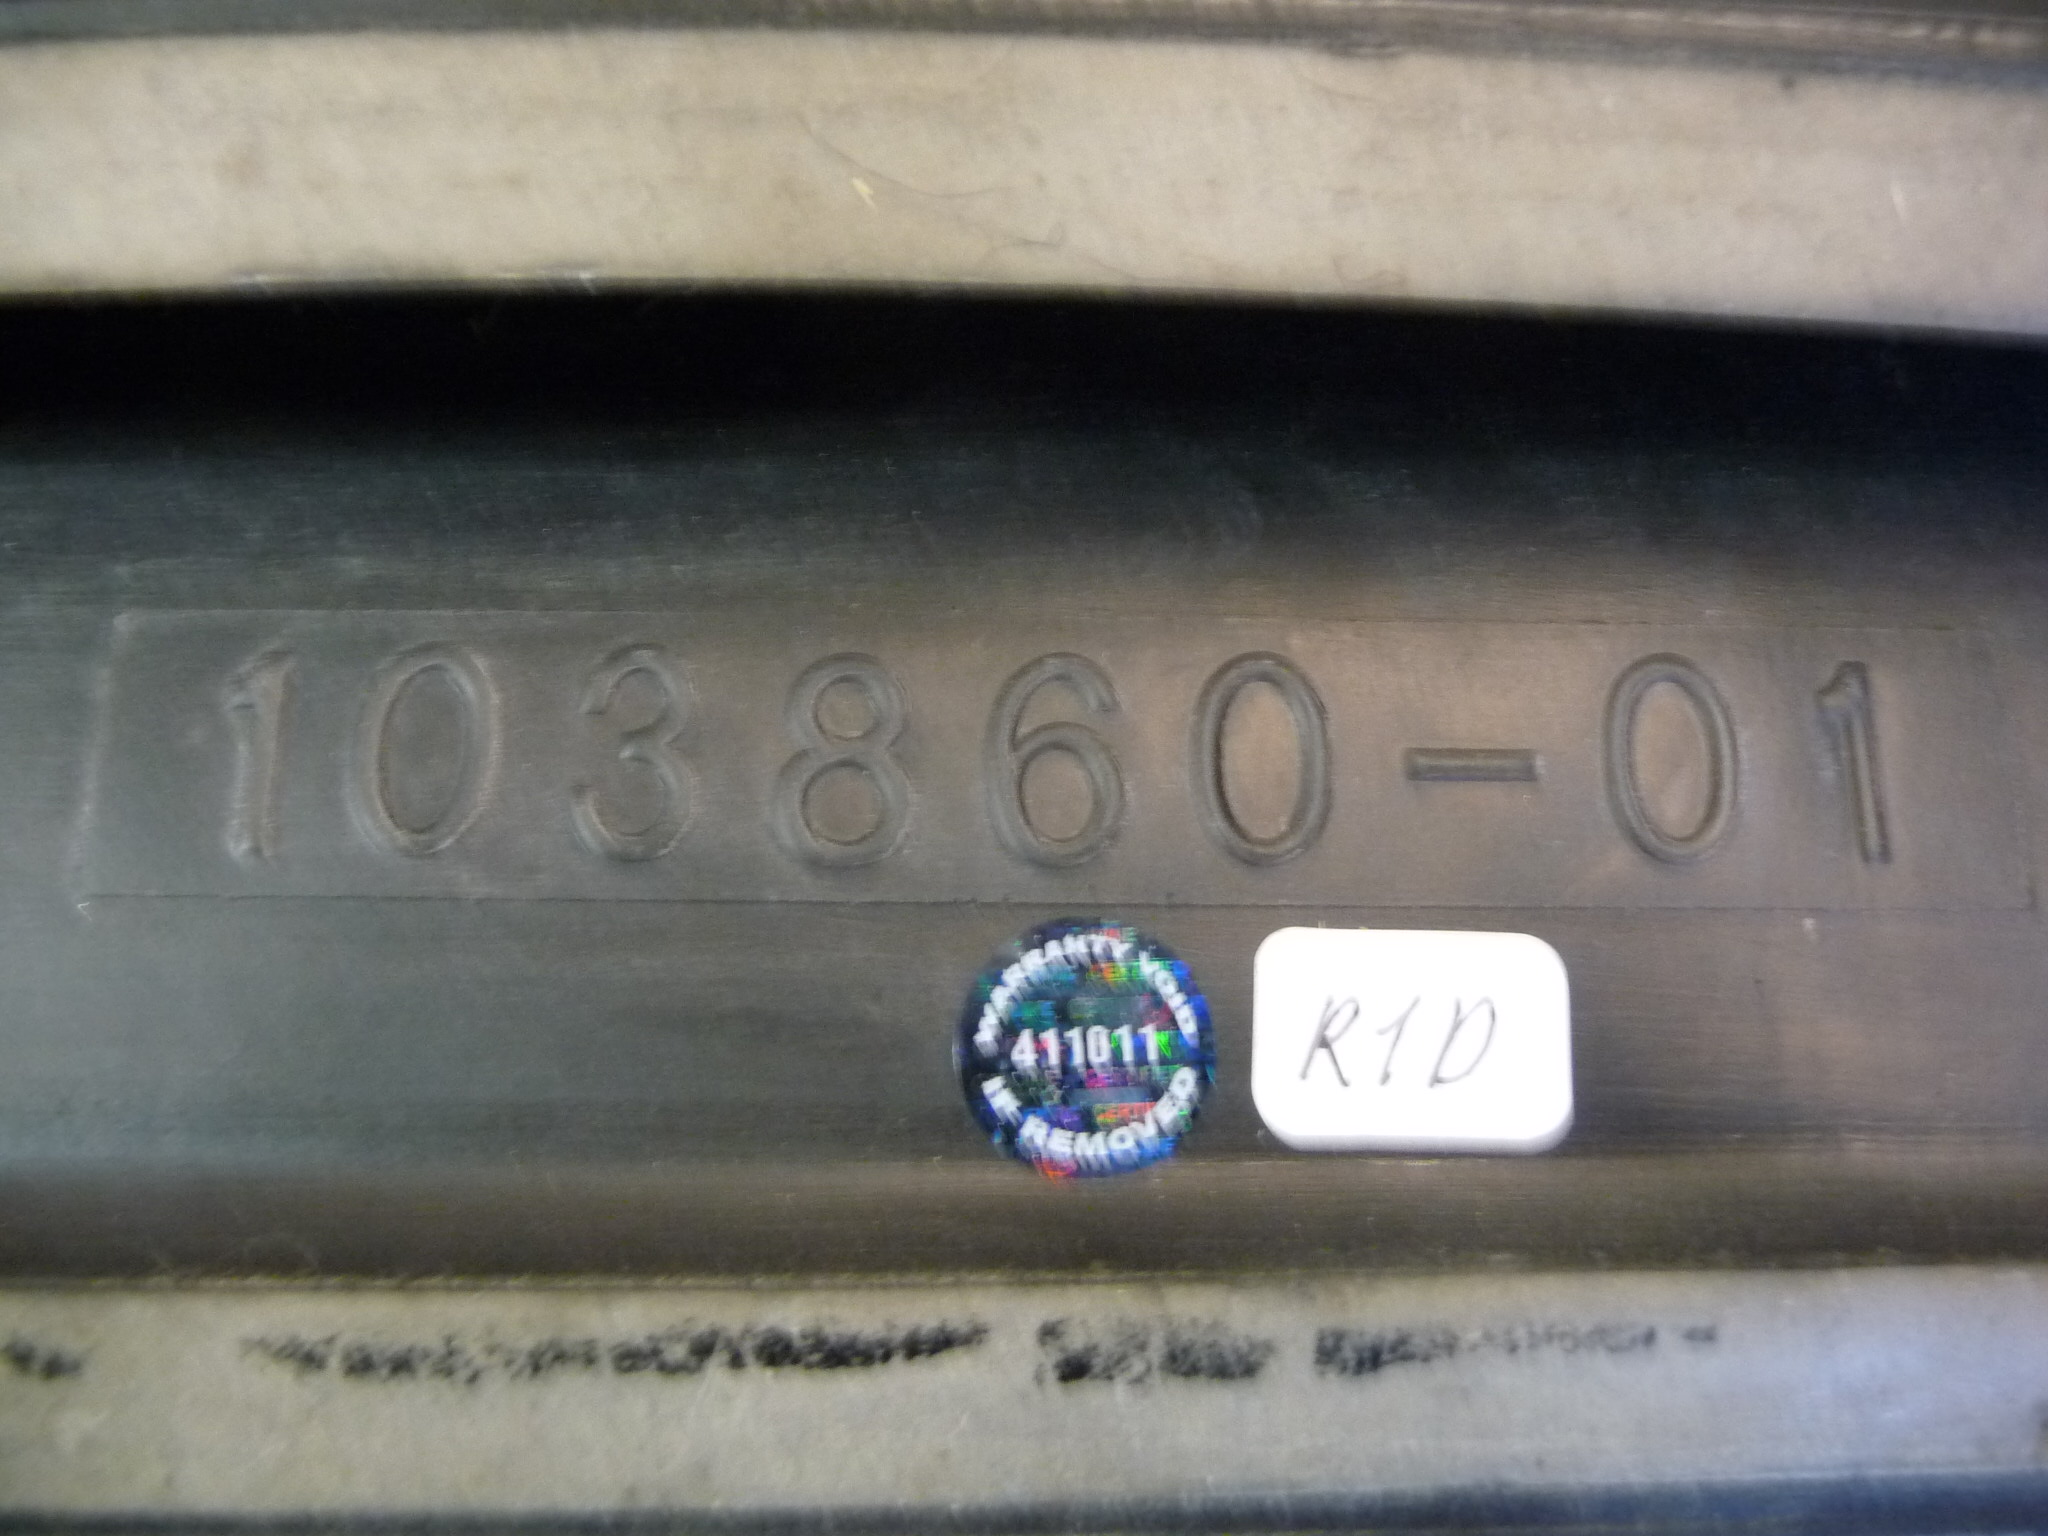 103860-01
WARRANTY VOID
411011
IF REMOVED
R1D